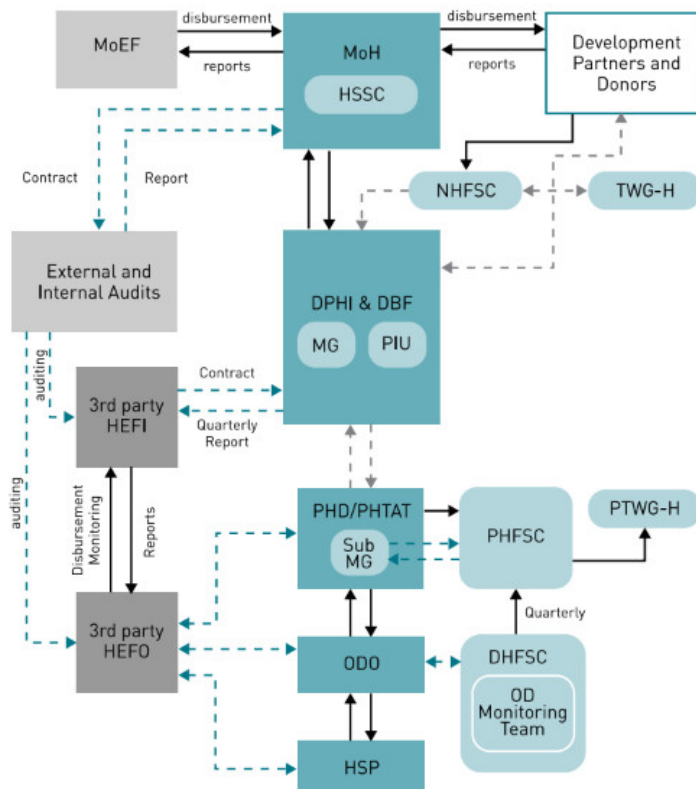 disbursement
disbursement
MoEF
MoH
Development
Partners and
Donors
reports
reports
HSSC
Contract
Report
NHFSC
TWG-H
External and
Internal Audits
DPHI & DBF
MG
PIU
auditing
Contract
3rd party
HEFI
Quarterly
Report
auditing
Disbursement
Monitoring
Reports
PHD/PHTAT
PTWG-H
Sub
MG
PHFSC
3rd party
HEFO
Quarterly
ODO
DHFSC
OD
Monitoring
Team
HSP